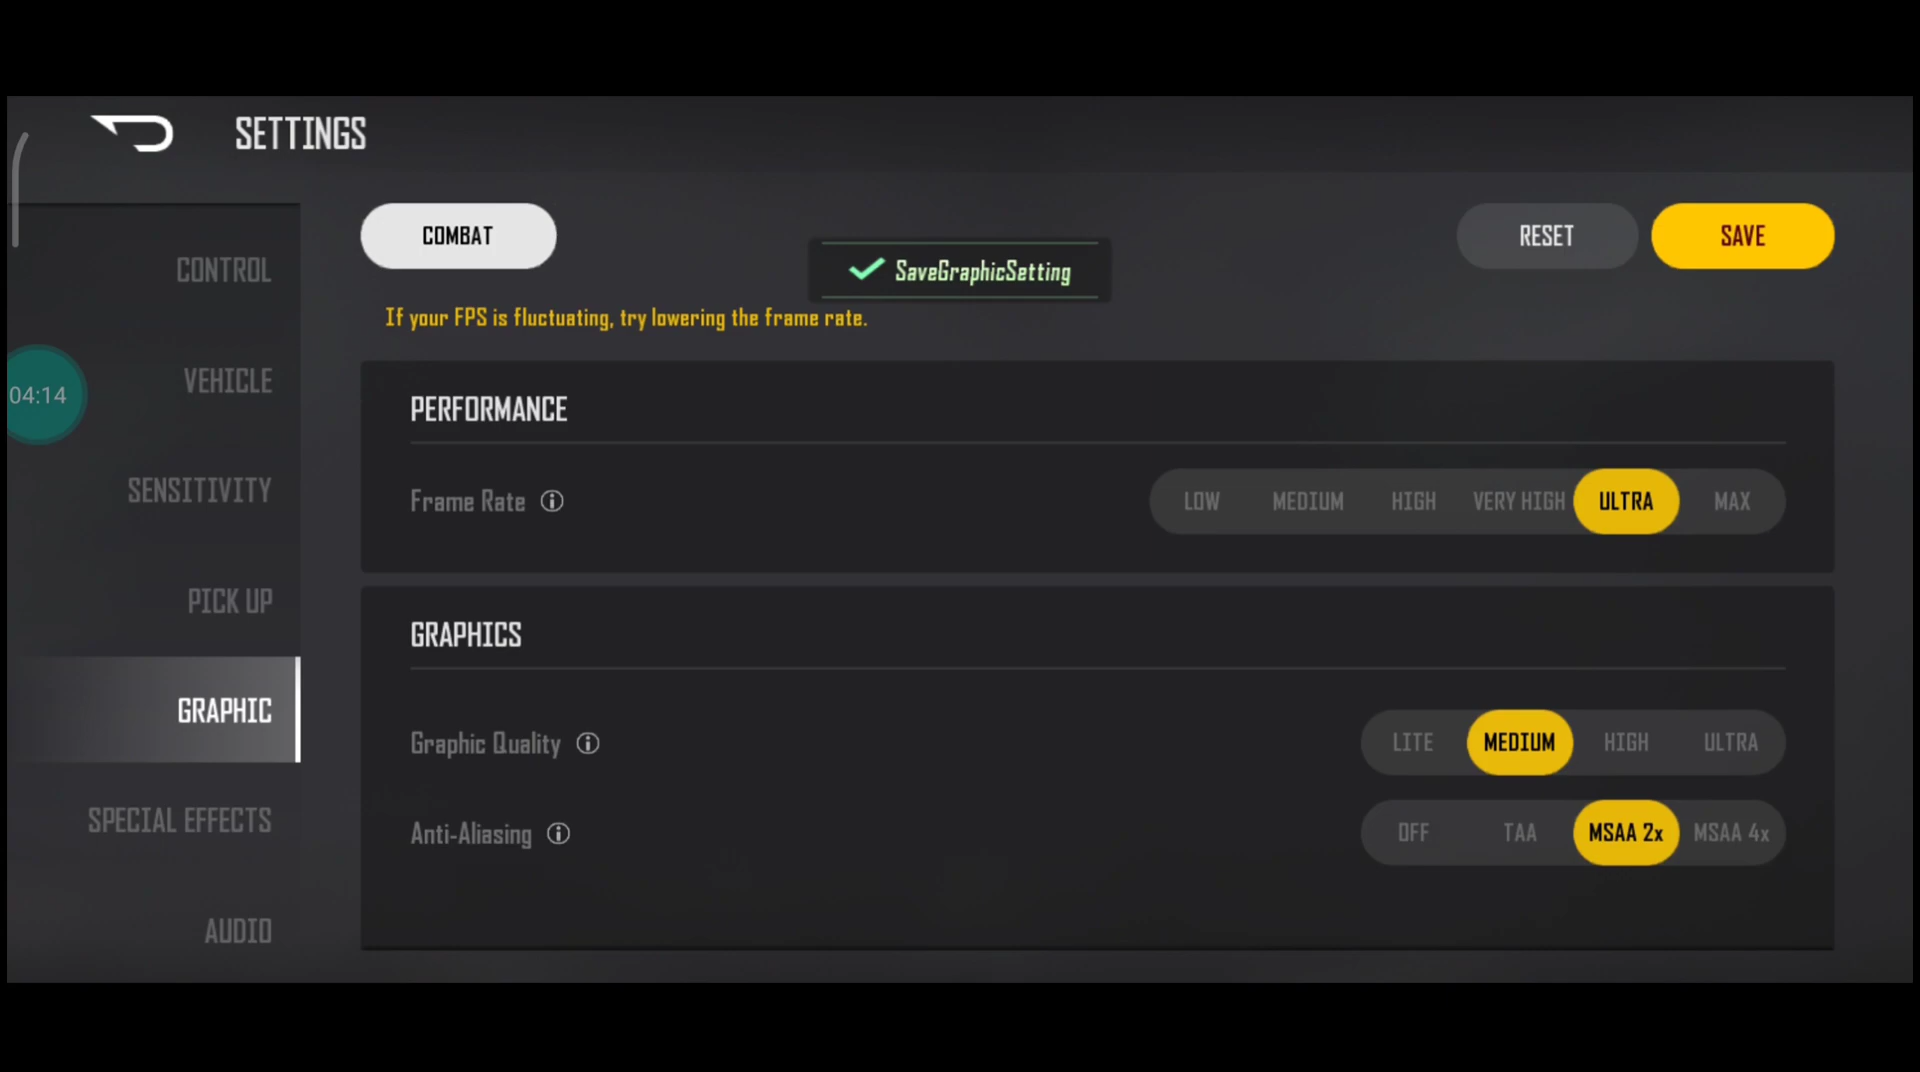 SETTINGS
COMBAT
RESET
SAVE
SaveGraphicSetting
If your FPS is fluctuating, try lowering the frame rate.
CONTROL
VEHICLE
04:14
SENSITIVITY
PICK UP
GRAPHIC
SPECIAL EFFECTS
AUDIO
PERFORMANCE
Frame Rate
LOW MEDIUM HIGH VERY HIGH ULTRA MAX
GRAPHICS
Graphic Quality
LITE MEDIUM HIGH ULTRA
Anti-Aliasing
OFF TAA MSAA 2x MSAA 4x